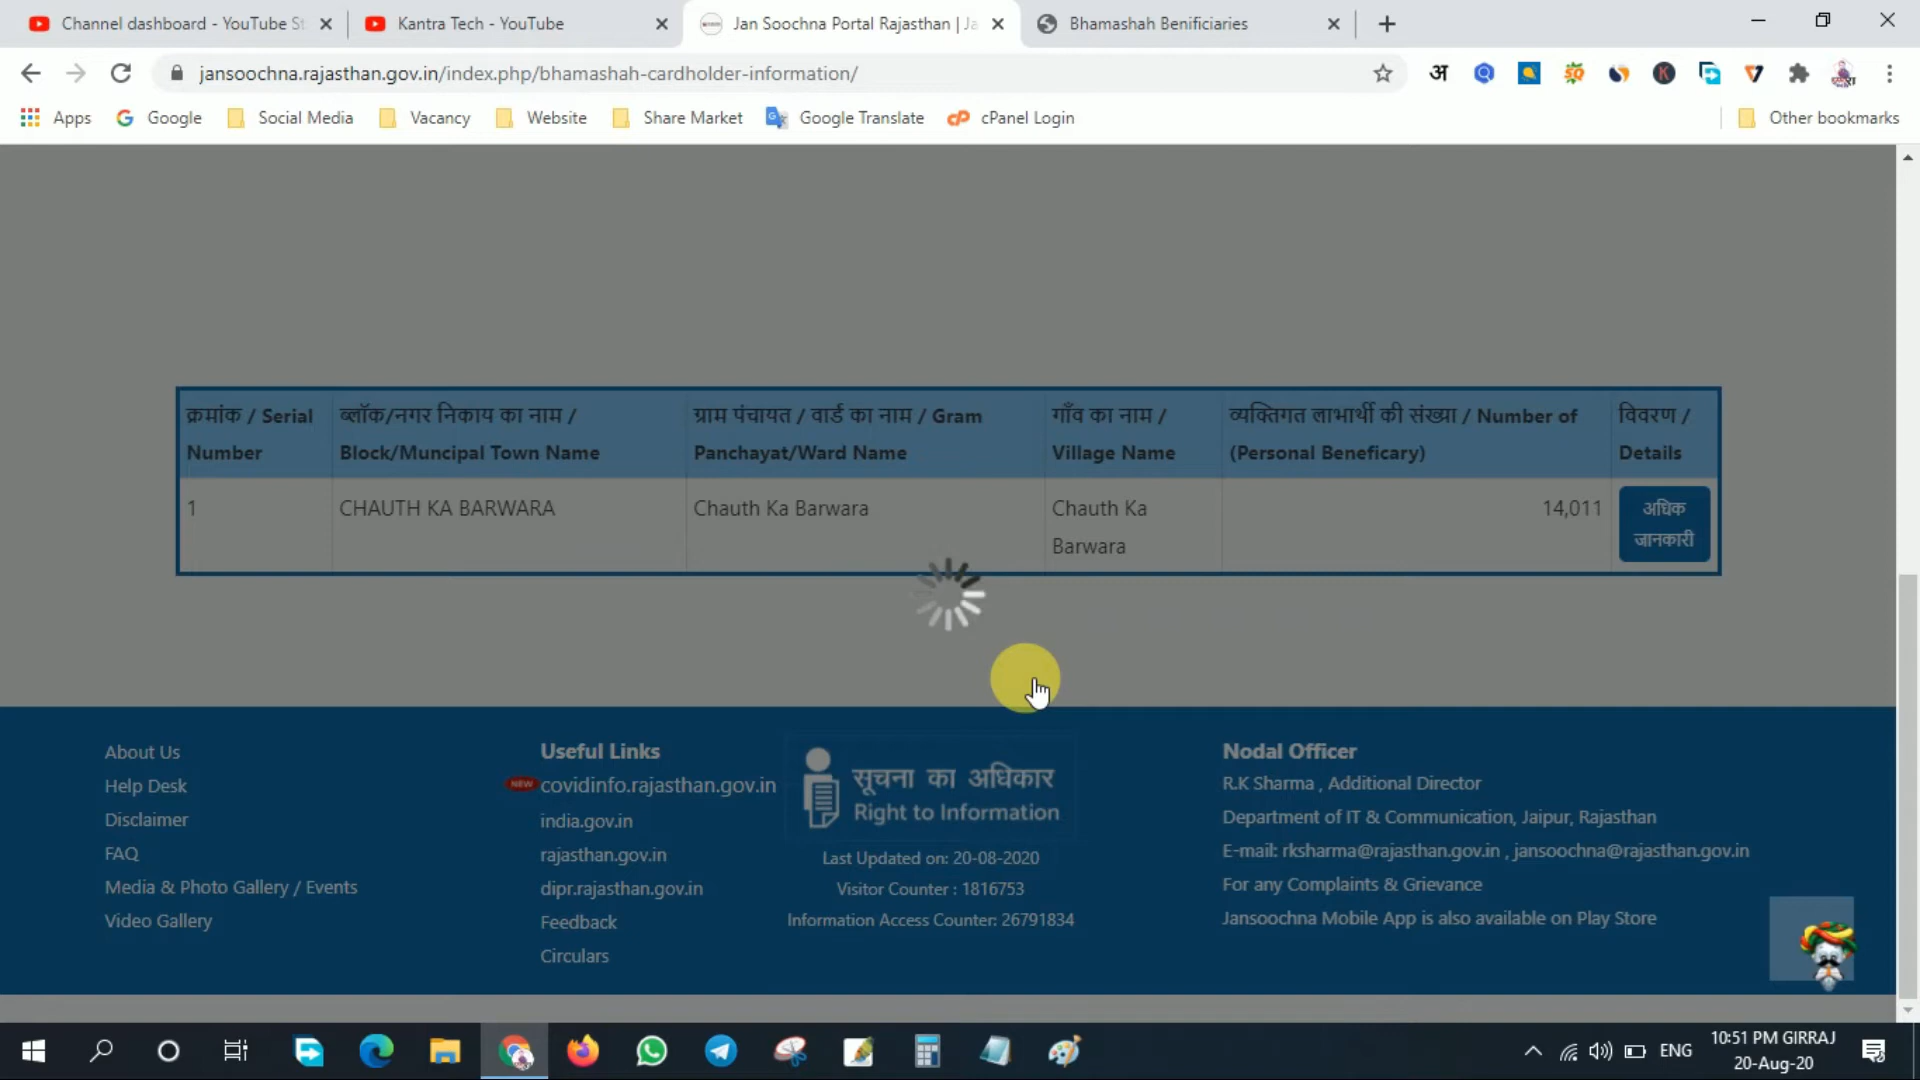 Channel dashboard - YouTube St
Kantra Tech - YouTube
Jan Soochna Portal Rajasthan | Ja
Bhamashah Benificiaries
jansoochna.rajasthan.gov.in/index.php/bhamashah-cardholder-information/
Apps
Google
Social Media
Vacancy
Website
Share Market
Google Translate
cPanel Login
Other bookmarks
क्रमांक / Serial Number
ब्लॉक/नगर निकाय का नाम / Block/Muncipal Town Name
ग्राम पंचायत / वार्ड का नाम / Gram Panchayat/Ward Name
गाँव का नाम / Village Name
व्यक्तिगत लाभार्थी की संख्या / Number of (Personal Beneficary)
विवरण / Details
1
CHAUTH KA BARWARA
Chauth Ka Barwara
Chauth Ka
Barwara
14,011
अधिक
जानकारी
About Us
Help Desk
Disclaimer
FAQ
Media & Photo Gallery / Events
Video Gallery
Useful Links
NEW covidinfo.rajasthan.gov.in
india.gov.in
rajasthan.gov.in
dipr.rajasthan.gov.in
Feedback
Circulars
सूचना का अधिकार
Right to Information
Last Updated on: 20-08-2020
Visitor Counter : 1816753
Information Access Counter: 26791834
Nodal Officer
R.K Sharma , Additional Director
Department of IT & Communication, Jaipur, Rajasthan
E-mail: rksharma@rajasthan.gov.in , jansoochna@rajasthan.gov.in
For any Complaints & Grievance
Jansoochna Mobile App is also available on Play Store
ENG
10:51 PM GIRRAJ
20-Aug-20